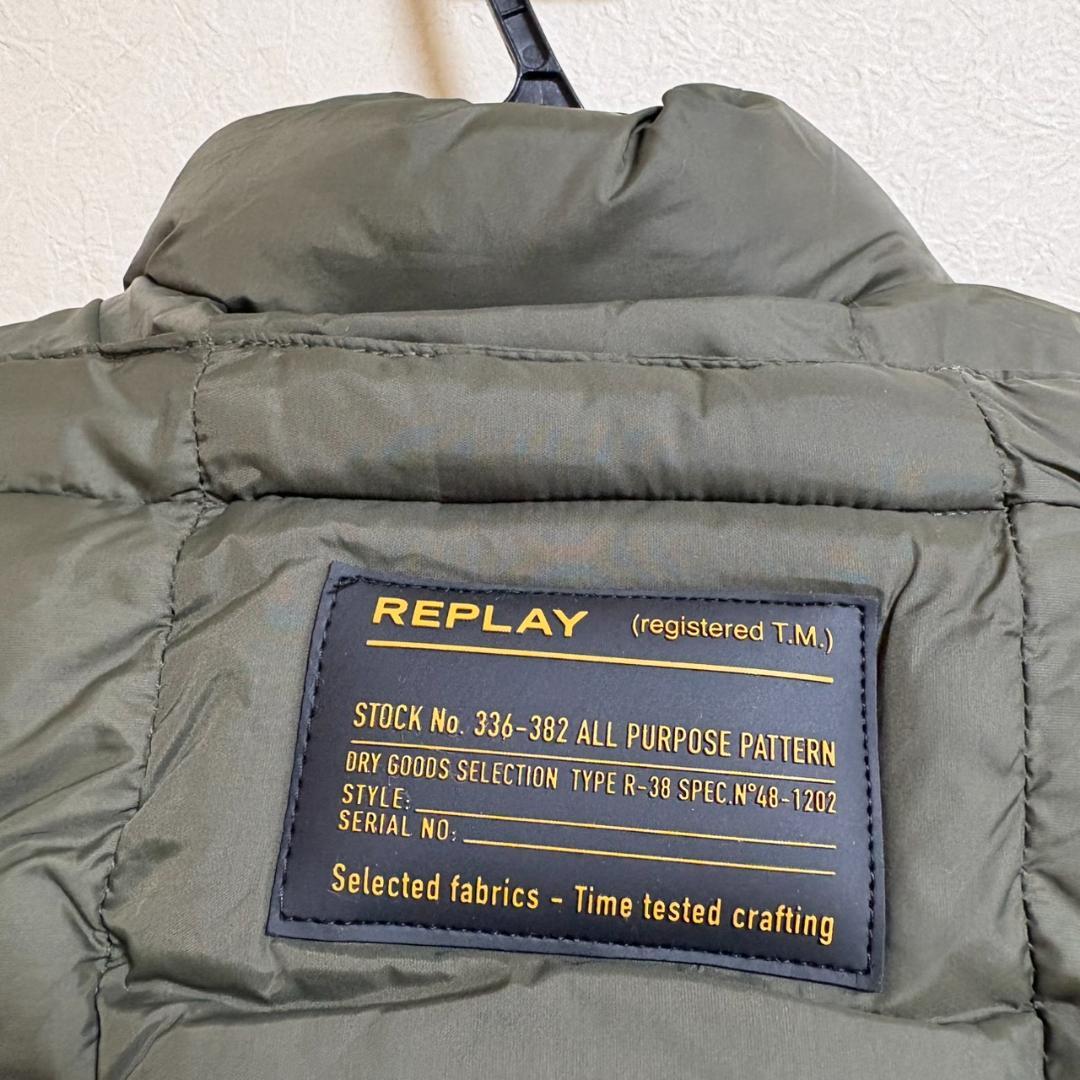 REPLAY (registered T.M.)
STOCK No. 336-382 ALL PURPOSE PATTERN
DRY GOODS SELECTION TYPE R-38 SPEC.N°48-1202
STYLE:
SERIAL NO:
Selected fabrics - Time tested crafting